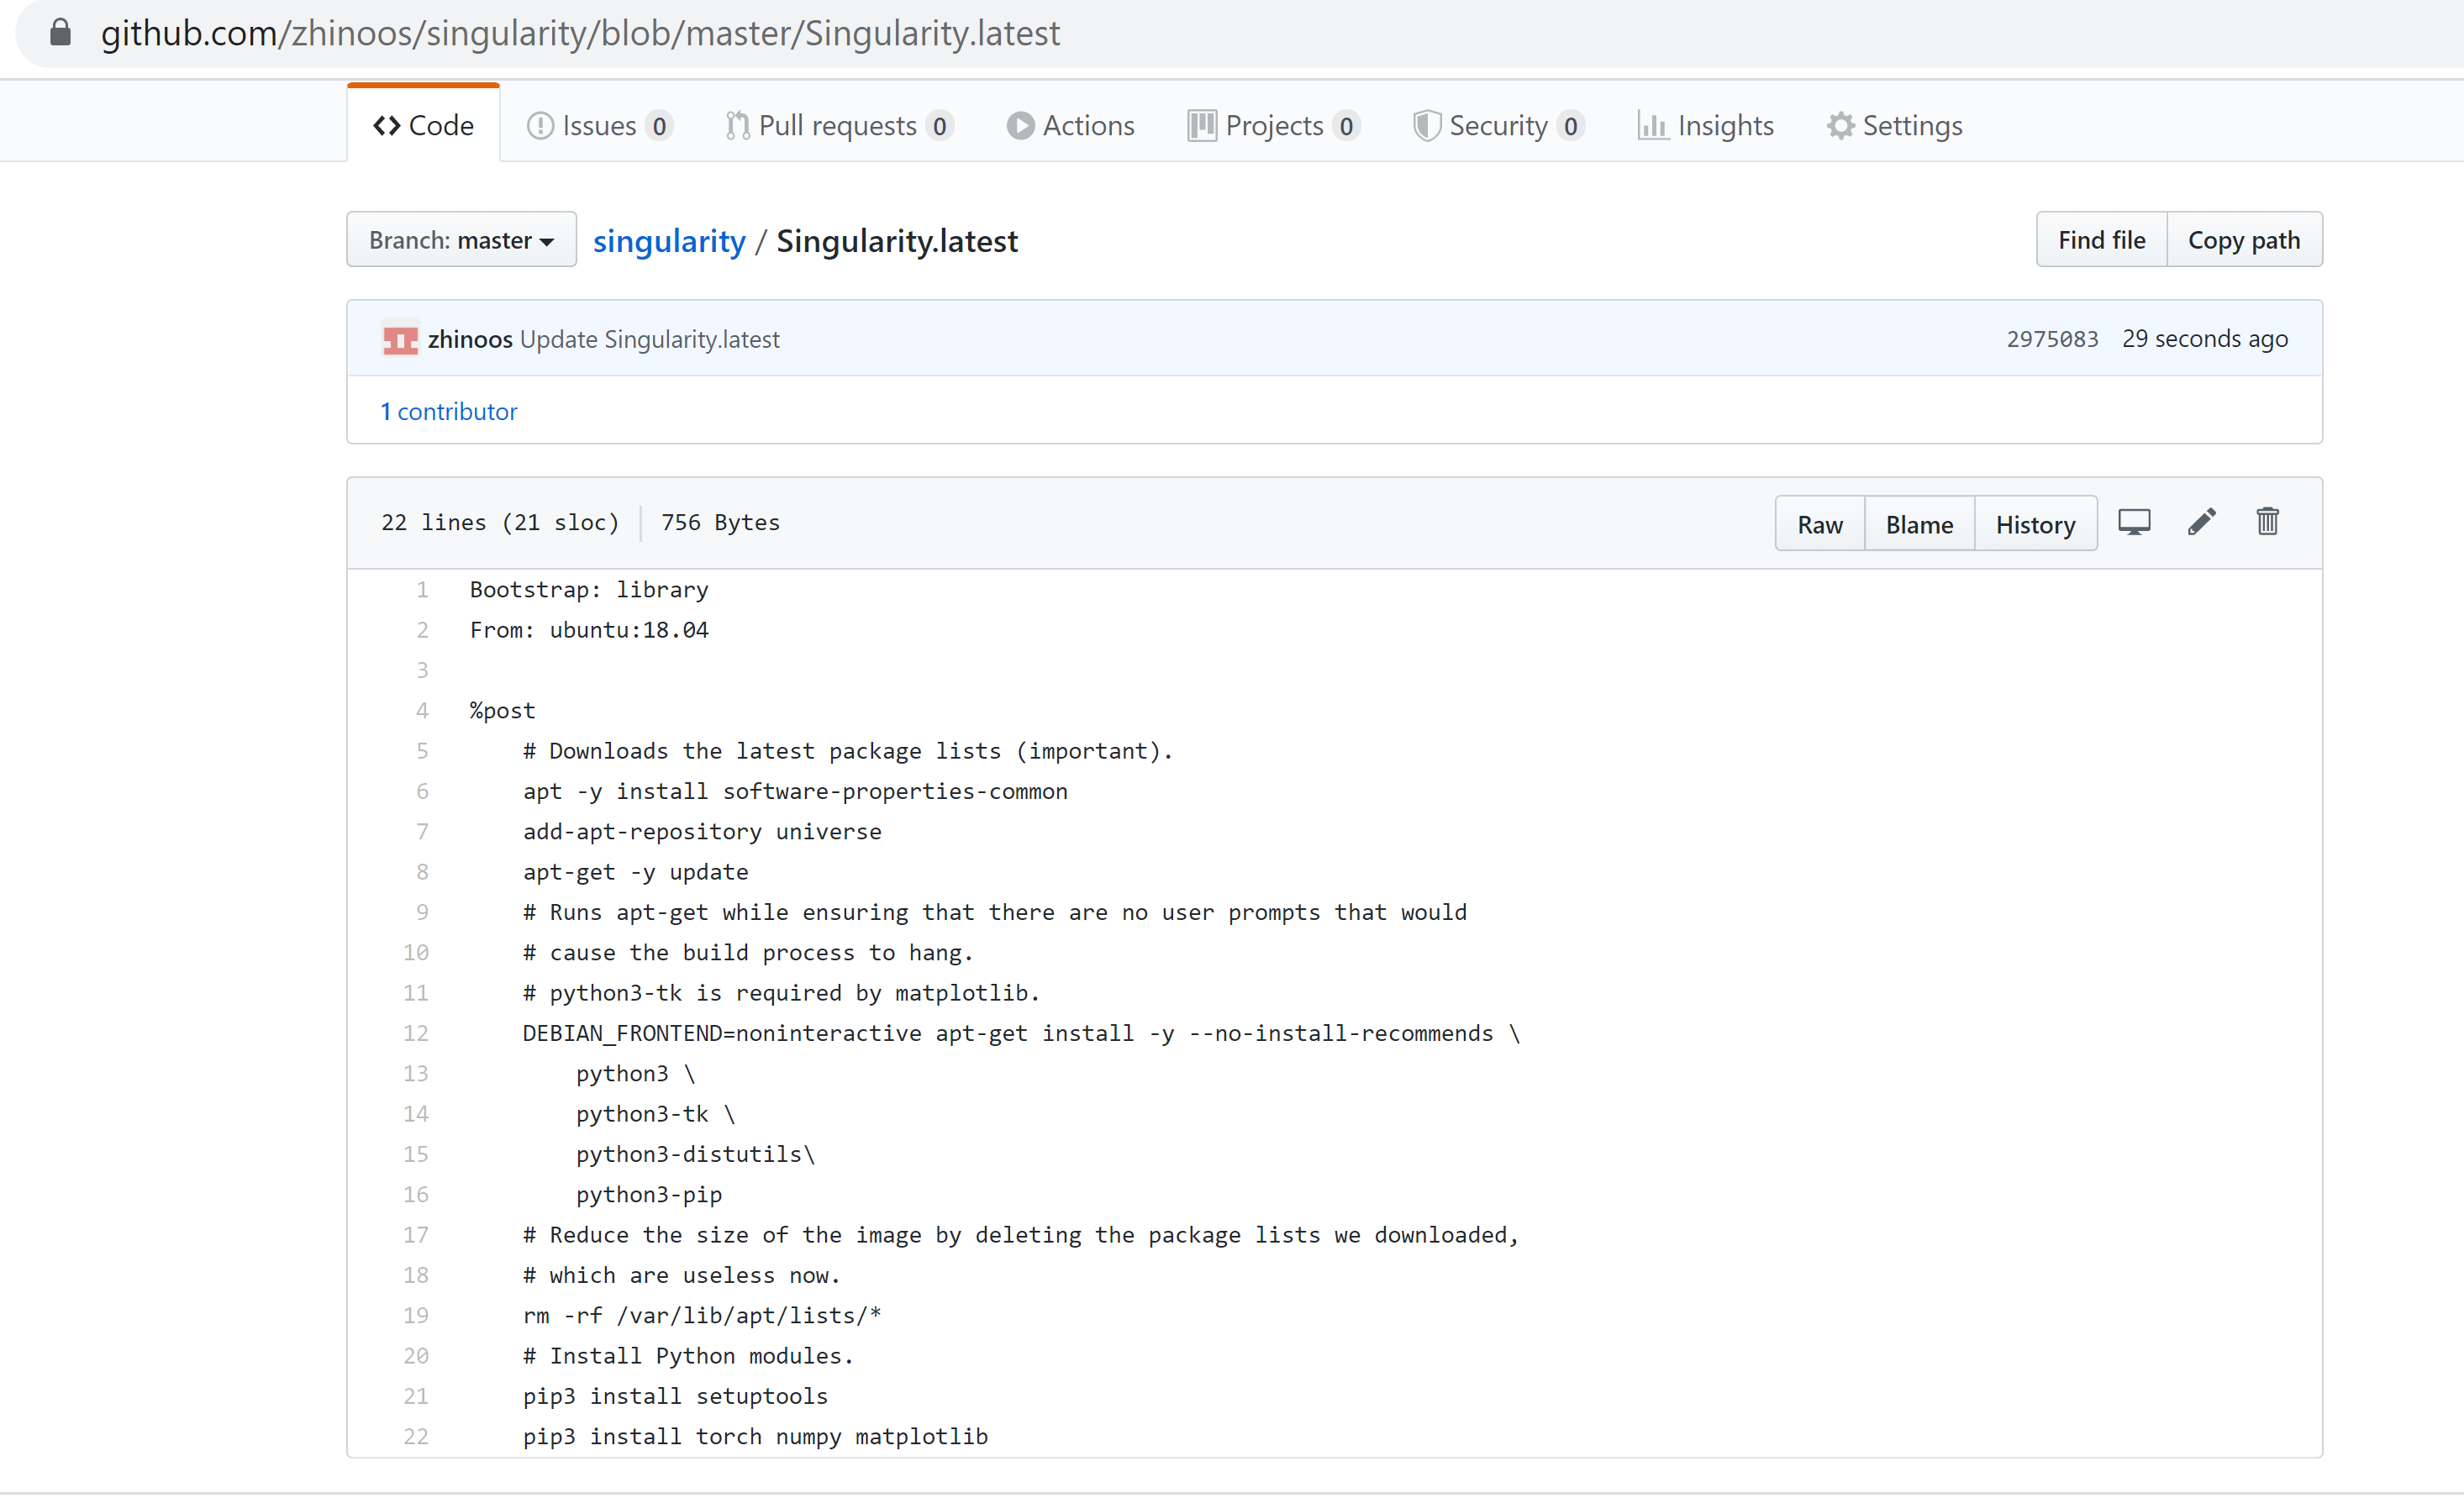 github.com/zhinoos/singularity/blob/master/Singularity.latest
Code Issues 0 Pull requests 0 Actions Projects 0 Security 0 Insights Settings
Branch: master singularity / Singularity.latest Find file Copy path
zhinoos Update Singularity.latest 2975083 29 seconds ago
1 contributor
22 lines (21 sloc) 756 Bytes Raw Blame History
1 Bootstrap: library
2 From: ubuntu:18.04
3
4 %post
5     # Downloads the latest package lists (important).
6     apt -y install software-properties-common
7     add-apt-repository universe
8     apt-get -y update
9     # Runs apt-get while ensuring that there are no user prompts that would
10     # cause the build process to hang.
11     # python3-tk is required by matplotlib.
12     DEBIAN_FRONTEND=noninteractive apt-get install -y --no-install-recommends \
13         python3 \
14         python3-tk \
15         python3-distutils\
16         python3-pip
17     # Reduce the size of the image by deleting the package lists we downloaded,
18     # which are useless now.
19     rm -rf /var/lib/apt/lists/*
20     # Install Python modules.
21     pip3 install setuptools
22     pip3 install torch numpy matplotlib